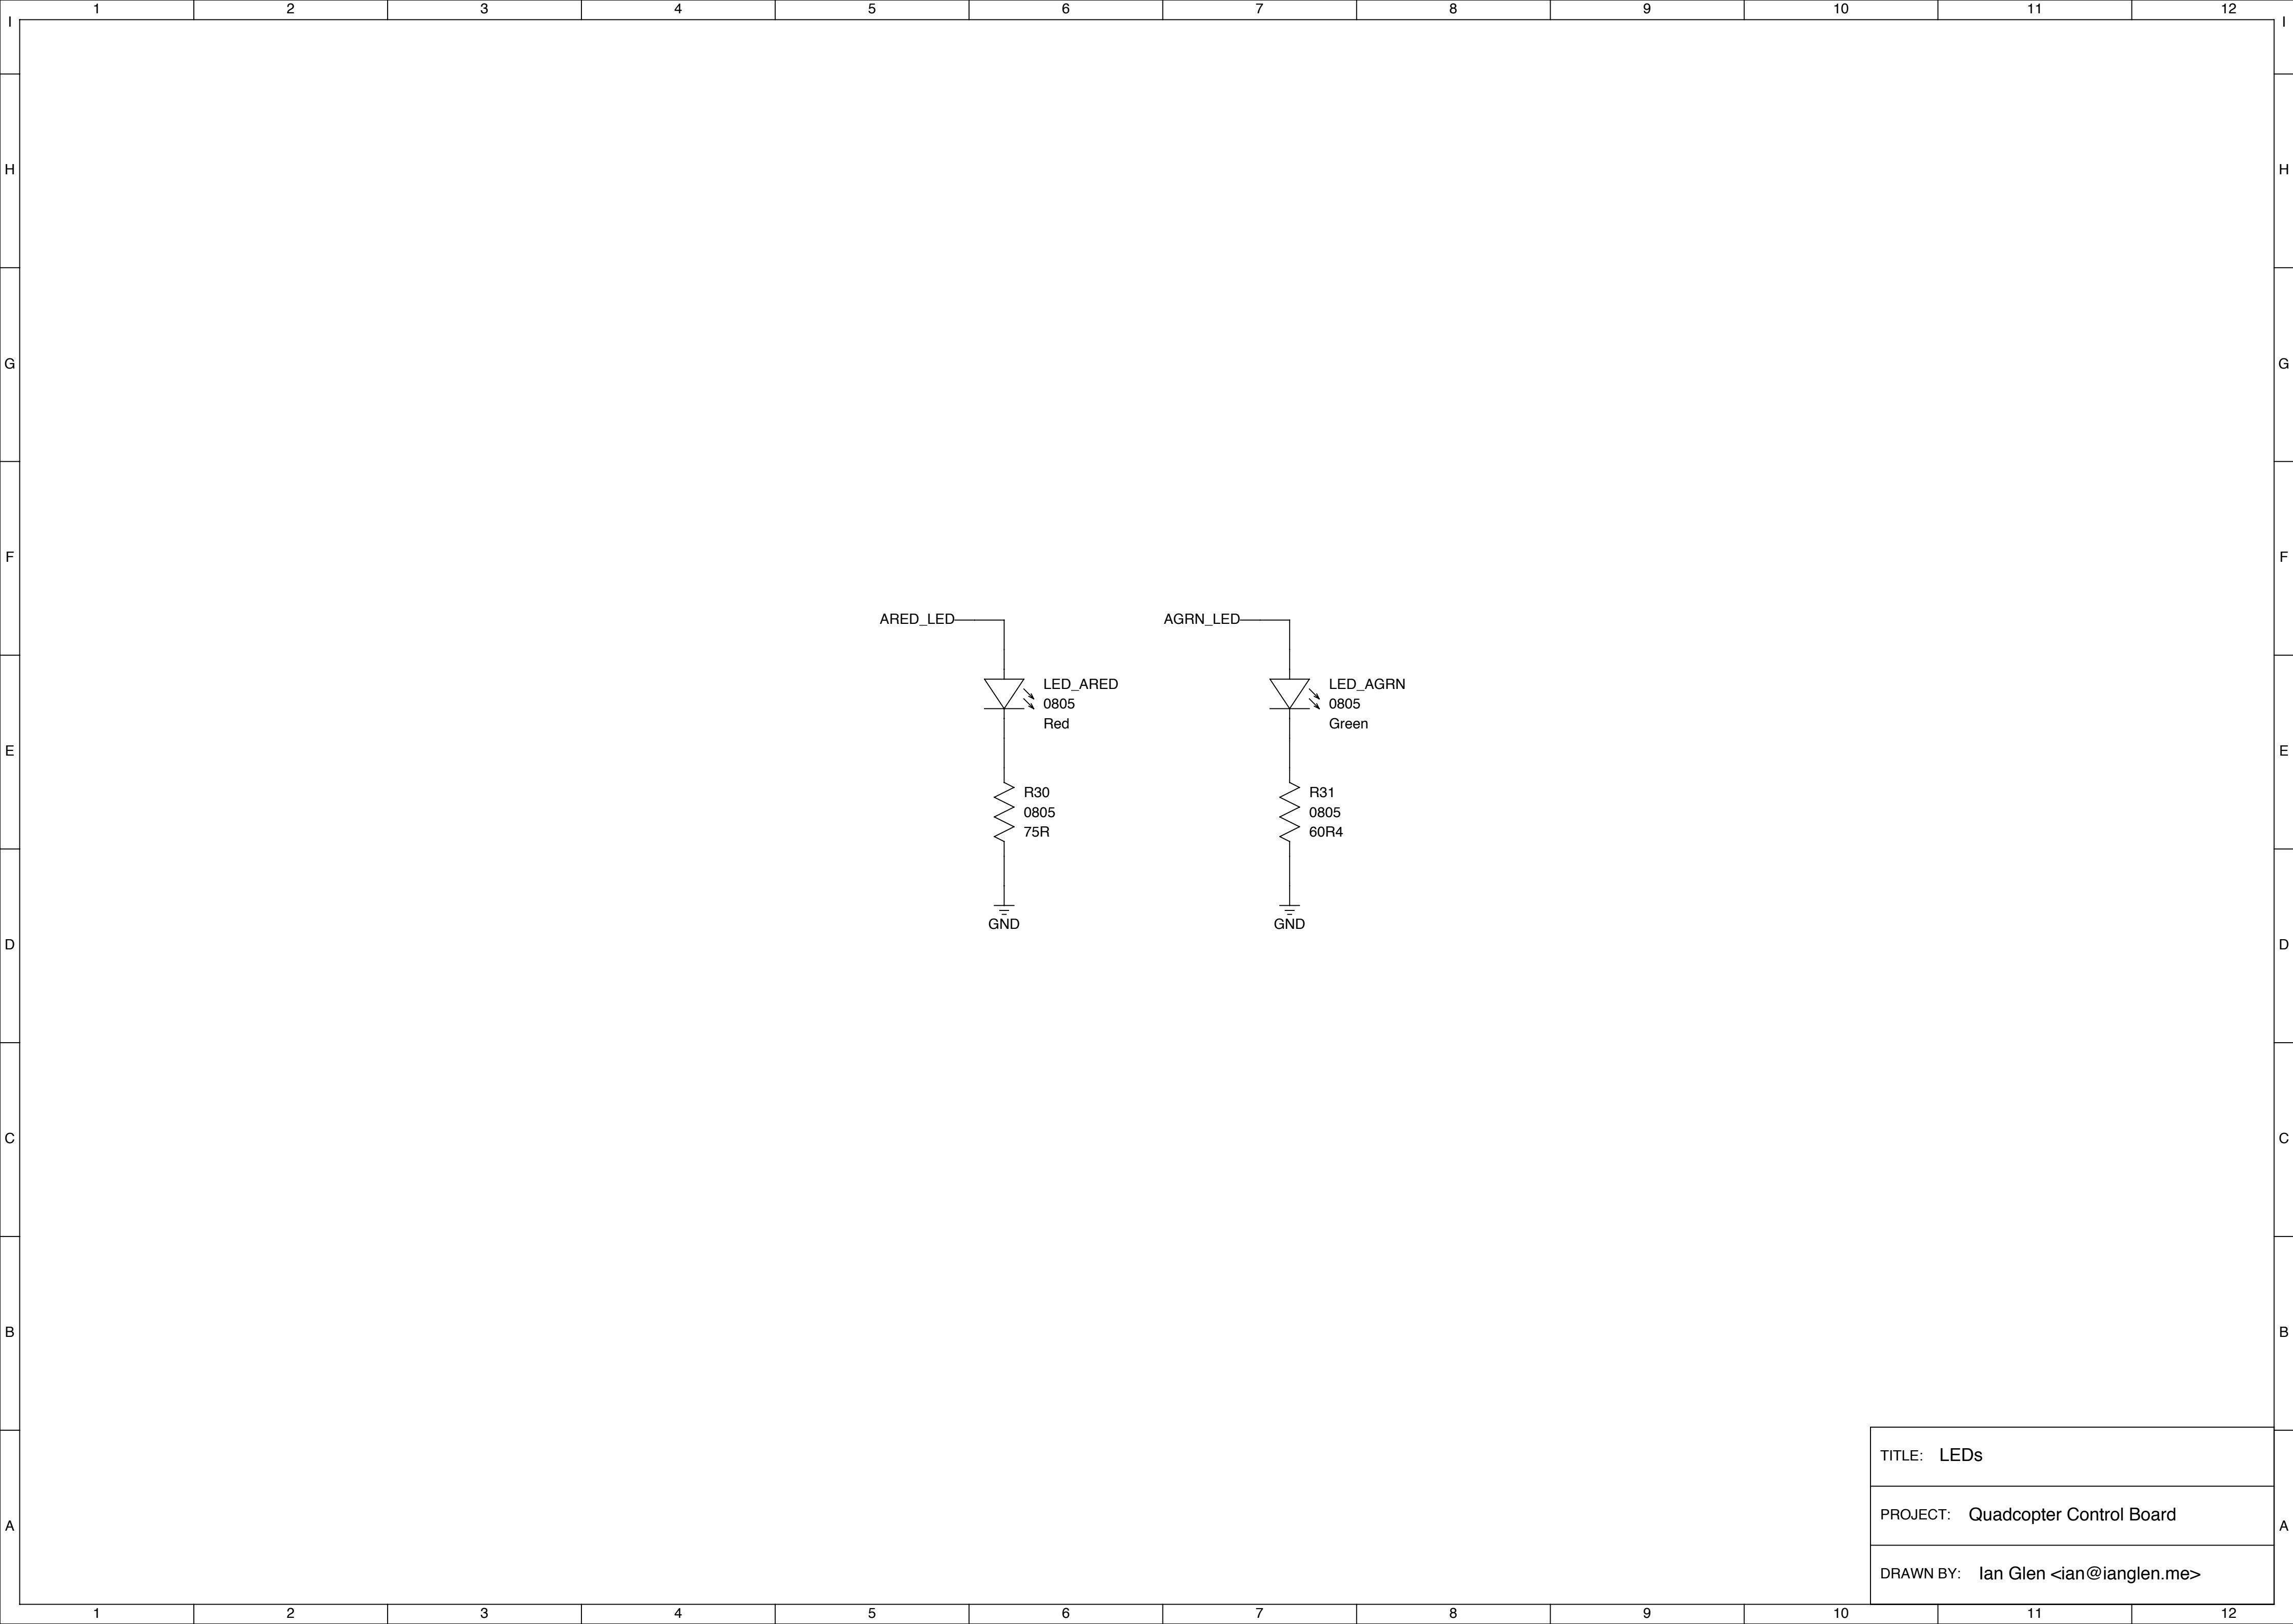 1 2 3 4 5 6 7 8 9 10 11 12
I I
H H
G G
F F
ARED_LED AGRN_LED
LED_ARED
0805
Red
LED_AGRN
0805
Green
E E
R30
0805
75R
R31
0805
60R4
GND GND
D D
C C
B B
TITLE: LEDs
PROJECT: Quadcopter Control Board
A A
DRAWN BY: Ian Glen <ian@ianglen.me>
1 2 3 4 5 6 7 8 9 10 11 12